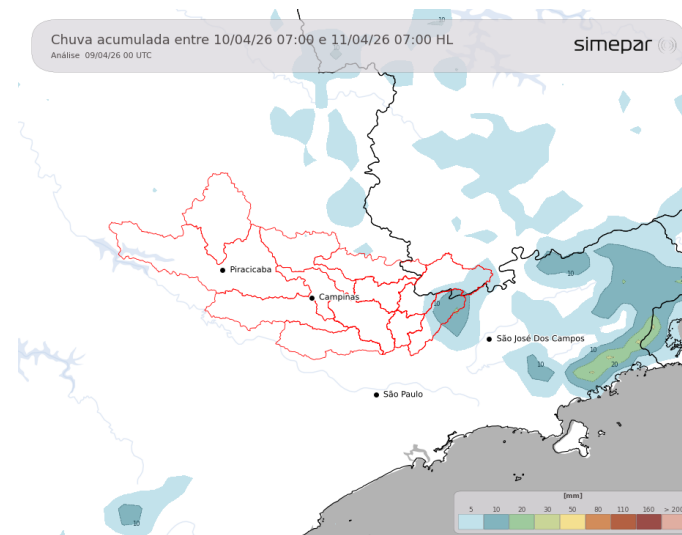 Chuva acumulada entre 10/04/26 07:00 e 11/04/26 07:00 HL
Análise 09/04/26 00 UTC
simepar
Piracicaba
Campinas
10
10
São José Dos Campos
10
10
20
São Paulo
10
[mm]
5 10 20 30 50 80 110 160 > 200